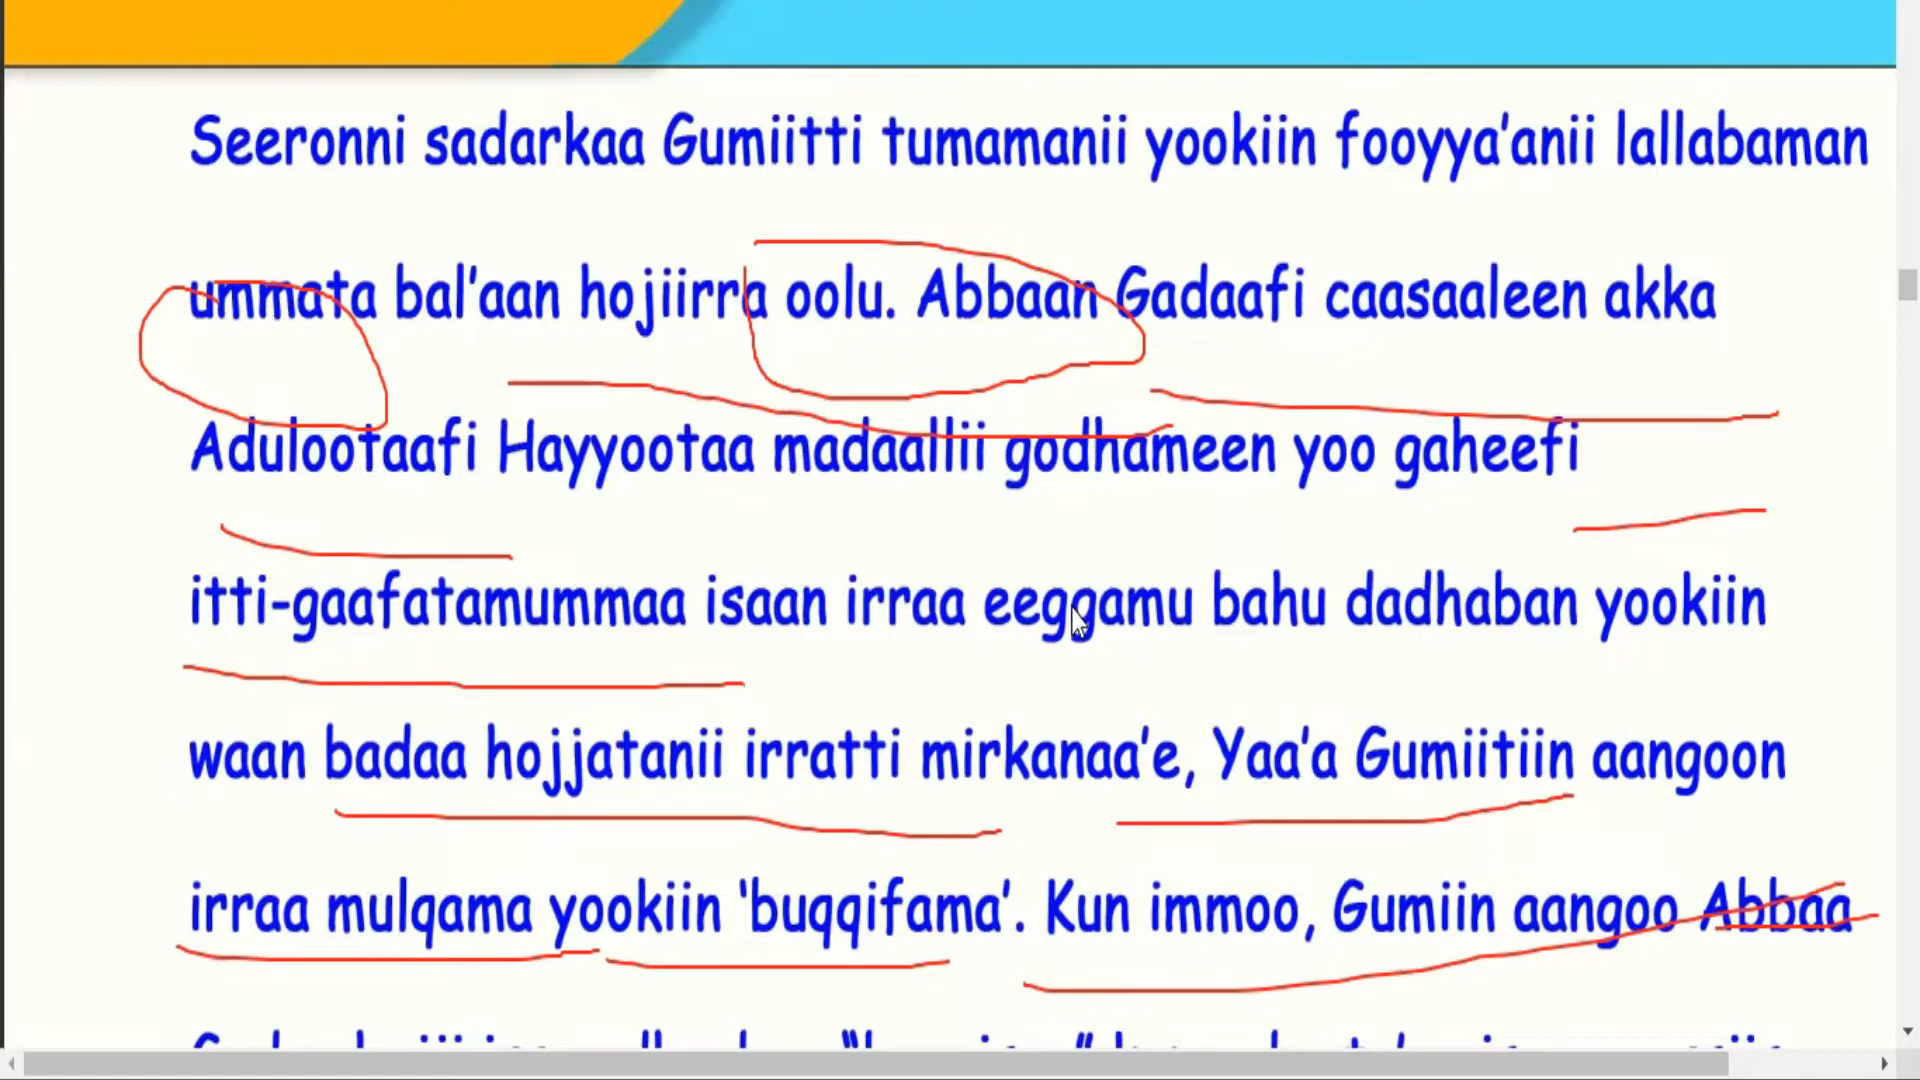 Seeronni sadarkaa Gumiitti tumamanii yookiin fooyya’anii lallabaman
ummata bal’aan hojiirra oolu. Abbaan Gadaafi caasaaleen akka
Adulootaafi Hayyootaa madaallii godhameen yoo gaheefi
itti-gaafatamummaa isaan irraa eeggamu bahu dadhaban yookiin
waan badaa hojjatanii irratti mirkanaa’e, Yaa’a Gumiitiin aangoon
irraa mulqama yookiin ‘buqqifama’. Kun immoo, Gumiin aangoo Abbaa